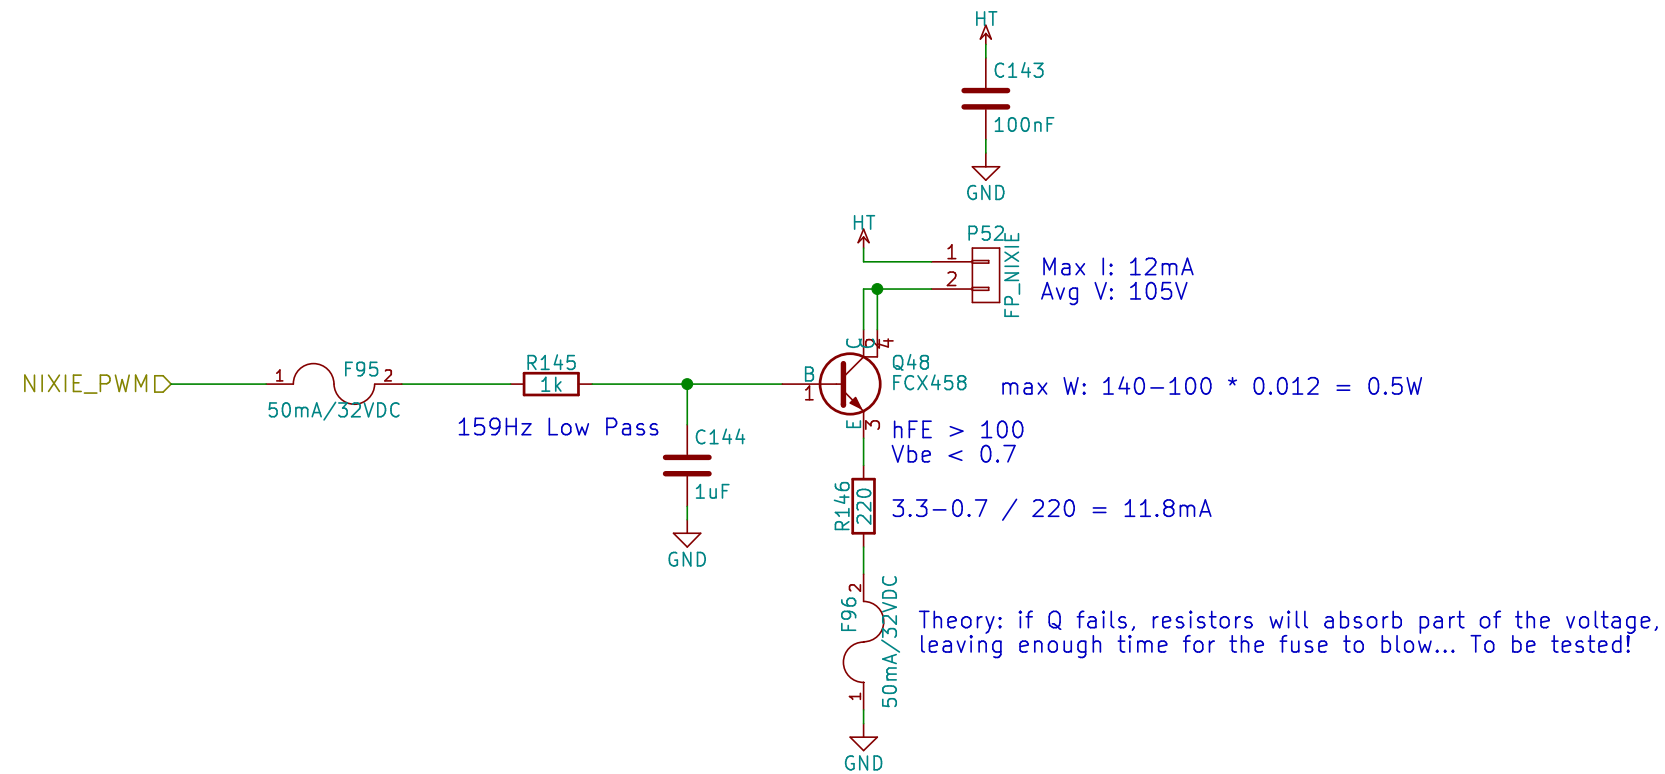 HT
C143
100nF
GND
HT
P52
1
2
FP_NIXIE
Max I: 12mA
Avg V: 105V
NIXIE_PWM
1
F95
2
50mA/32VDC
R145
1k
159Hz Low Pass
C144
1uF
GND
B
1
C
4
Q48
FCX458
max W: 140-100 * 0.012 = 0.5W
E
3
hFE > 100
Vbe < 0.7
R146
220
3.3-0.7 / 220 = 11.8mA
2
F96
50mA/32VDC
1
Theory: if Q fails, resistors will absorb part of the voltage,
leaving enough time for the fuse to blow... To be tested!
GND